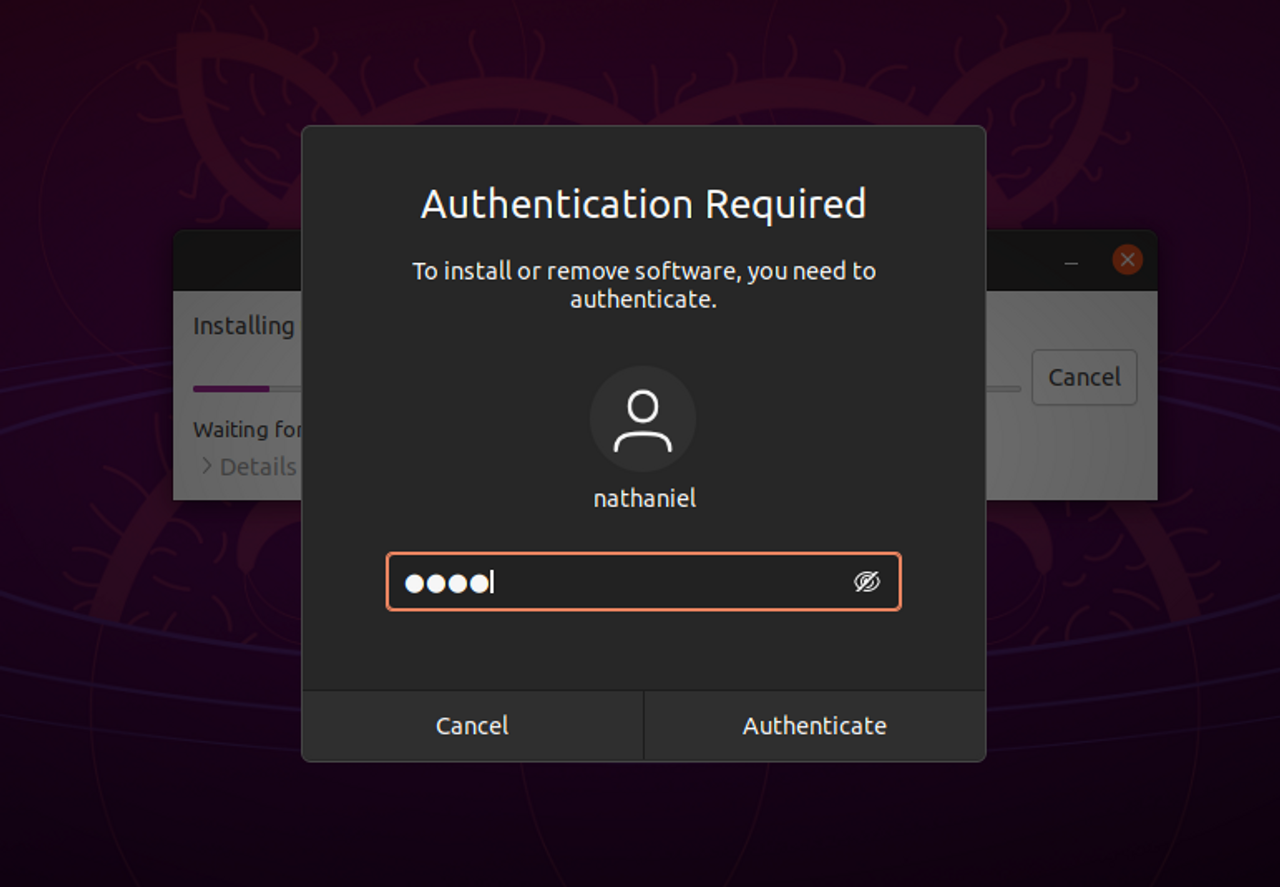 Authentication Required
To install or remove software, you need to
authenticate.
Installing
Cancel
Waiting for
Details
nathaniel
Cancel
Authenticate